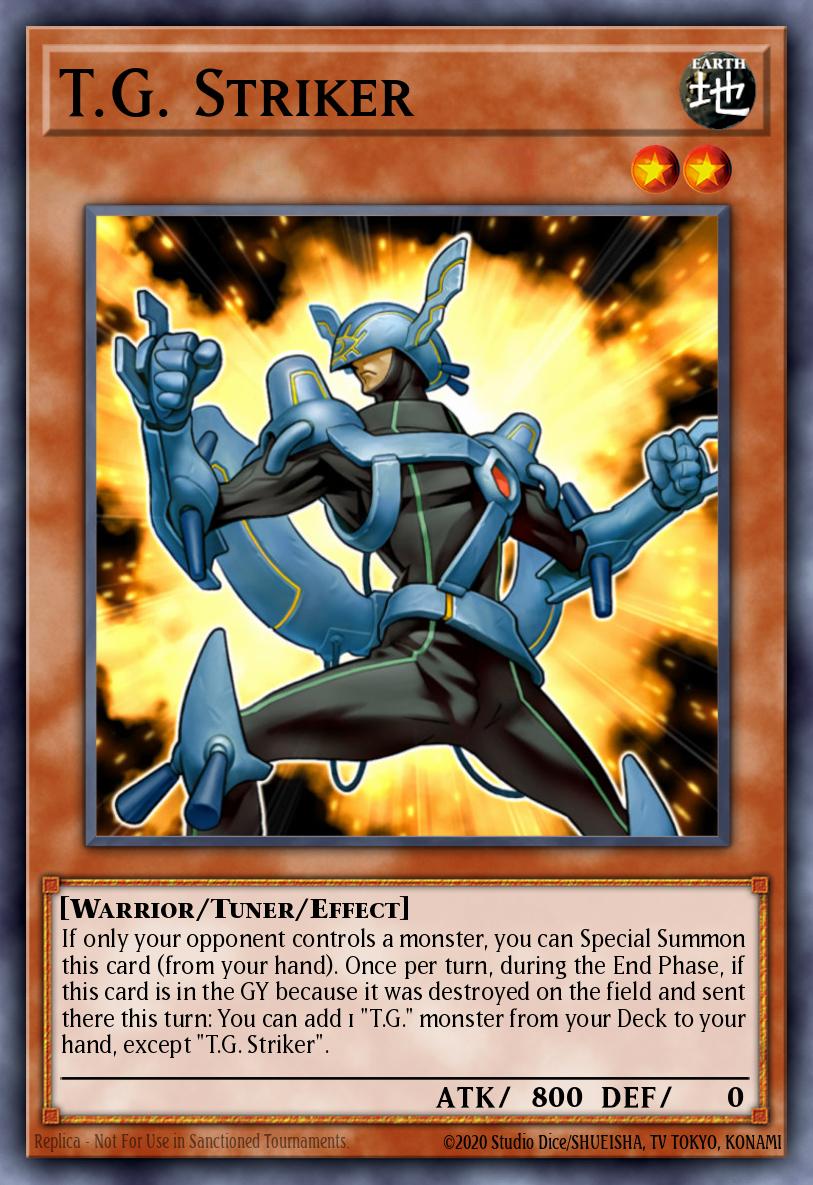 T.G. STRIKER
EARTH
地
[WARRIOR/TUNER/EFFECT]
If only your opponent controls a monster, you can Special Summon
this card (from your hand). Once per turn, during the End Phase, if
this card is in the GY because it was destroyed on the field and sent
there this turn: You can add 1 "T.G." monster from your Deck to your
hand, except "T.G. Striker".
ATK/ 800 DEF/ 0
Replica - Not For Use in Sanctioned Tournaments.
©2020 Studio Dice/SHUEISHA, TV TOKYO, KONAMI